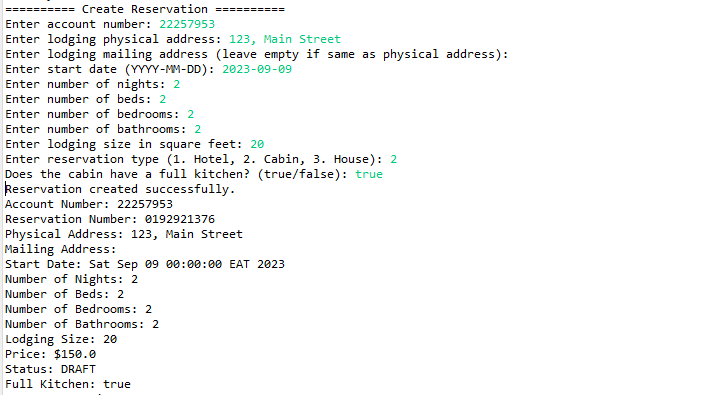 ========== Create Reservation ==========
Enter account number: 22257953
Enter lodging physical address: 123, Main Street
Enter lodging mailing address (leave empty if same as physical address):
Enter start date (YYYY-MM-DD): 2023-09-09
Enter number of nights: 2
Enter number of beds: 2
Enter number of bedrooms: 2
Enter number of bathrooms: 2
Enter lodging size in square feet: 20
Enter reservation type (1. Hotel, 2. Cabin, 3. House): 2
Does the cabin have a full kitchen? (true/false): true
Reservation created successfully.
Account Number: 22257953
Reservation Number: 0192921376
Physical Address: 123, Main Street
Mailing Address:
Start Date: Sat Sep 09 00:00:00 EAT 2023
Number of Nights: 2
Number of Beds: 2
Number of Bedrooms: 2
Number of Bathrooms: 2
Lodging Size: 20
Price: $150.0
Status: DRAFT
Full Kitchen: true